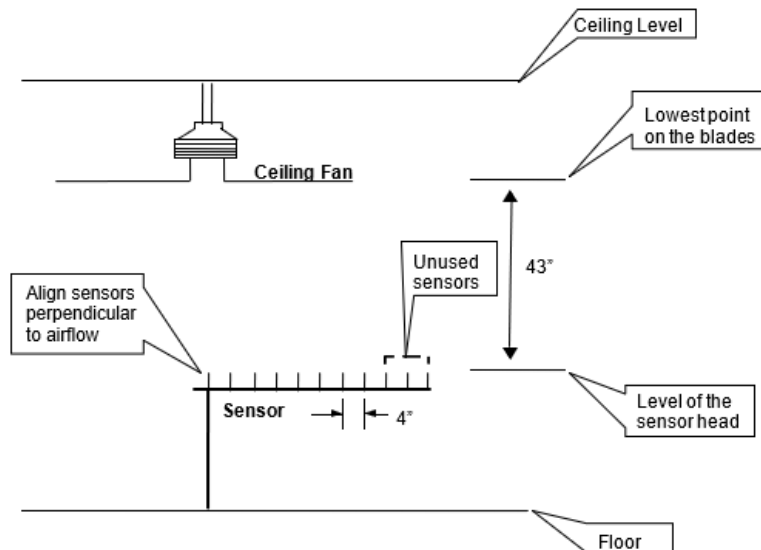 Ceiling Level
Lowest point
on the blades
Ceiling Fan
Unused
sensors
43”
Align sensors
perpendicular
to airflow
Sensor
4”
Level of the
sensor head
Floor